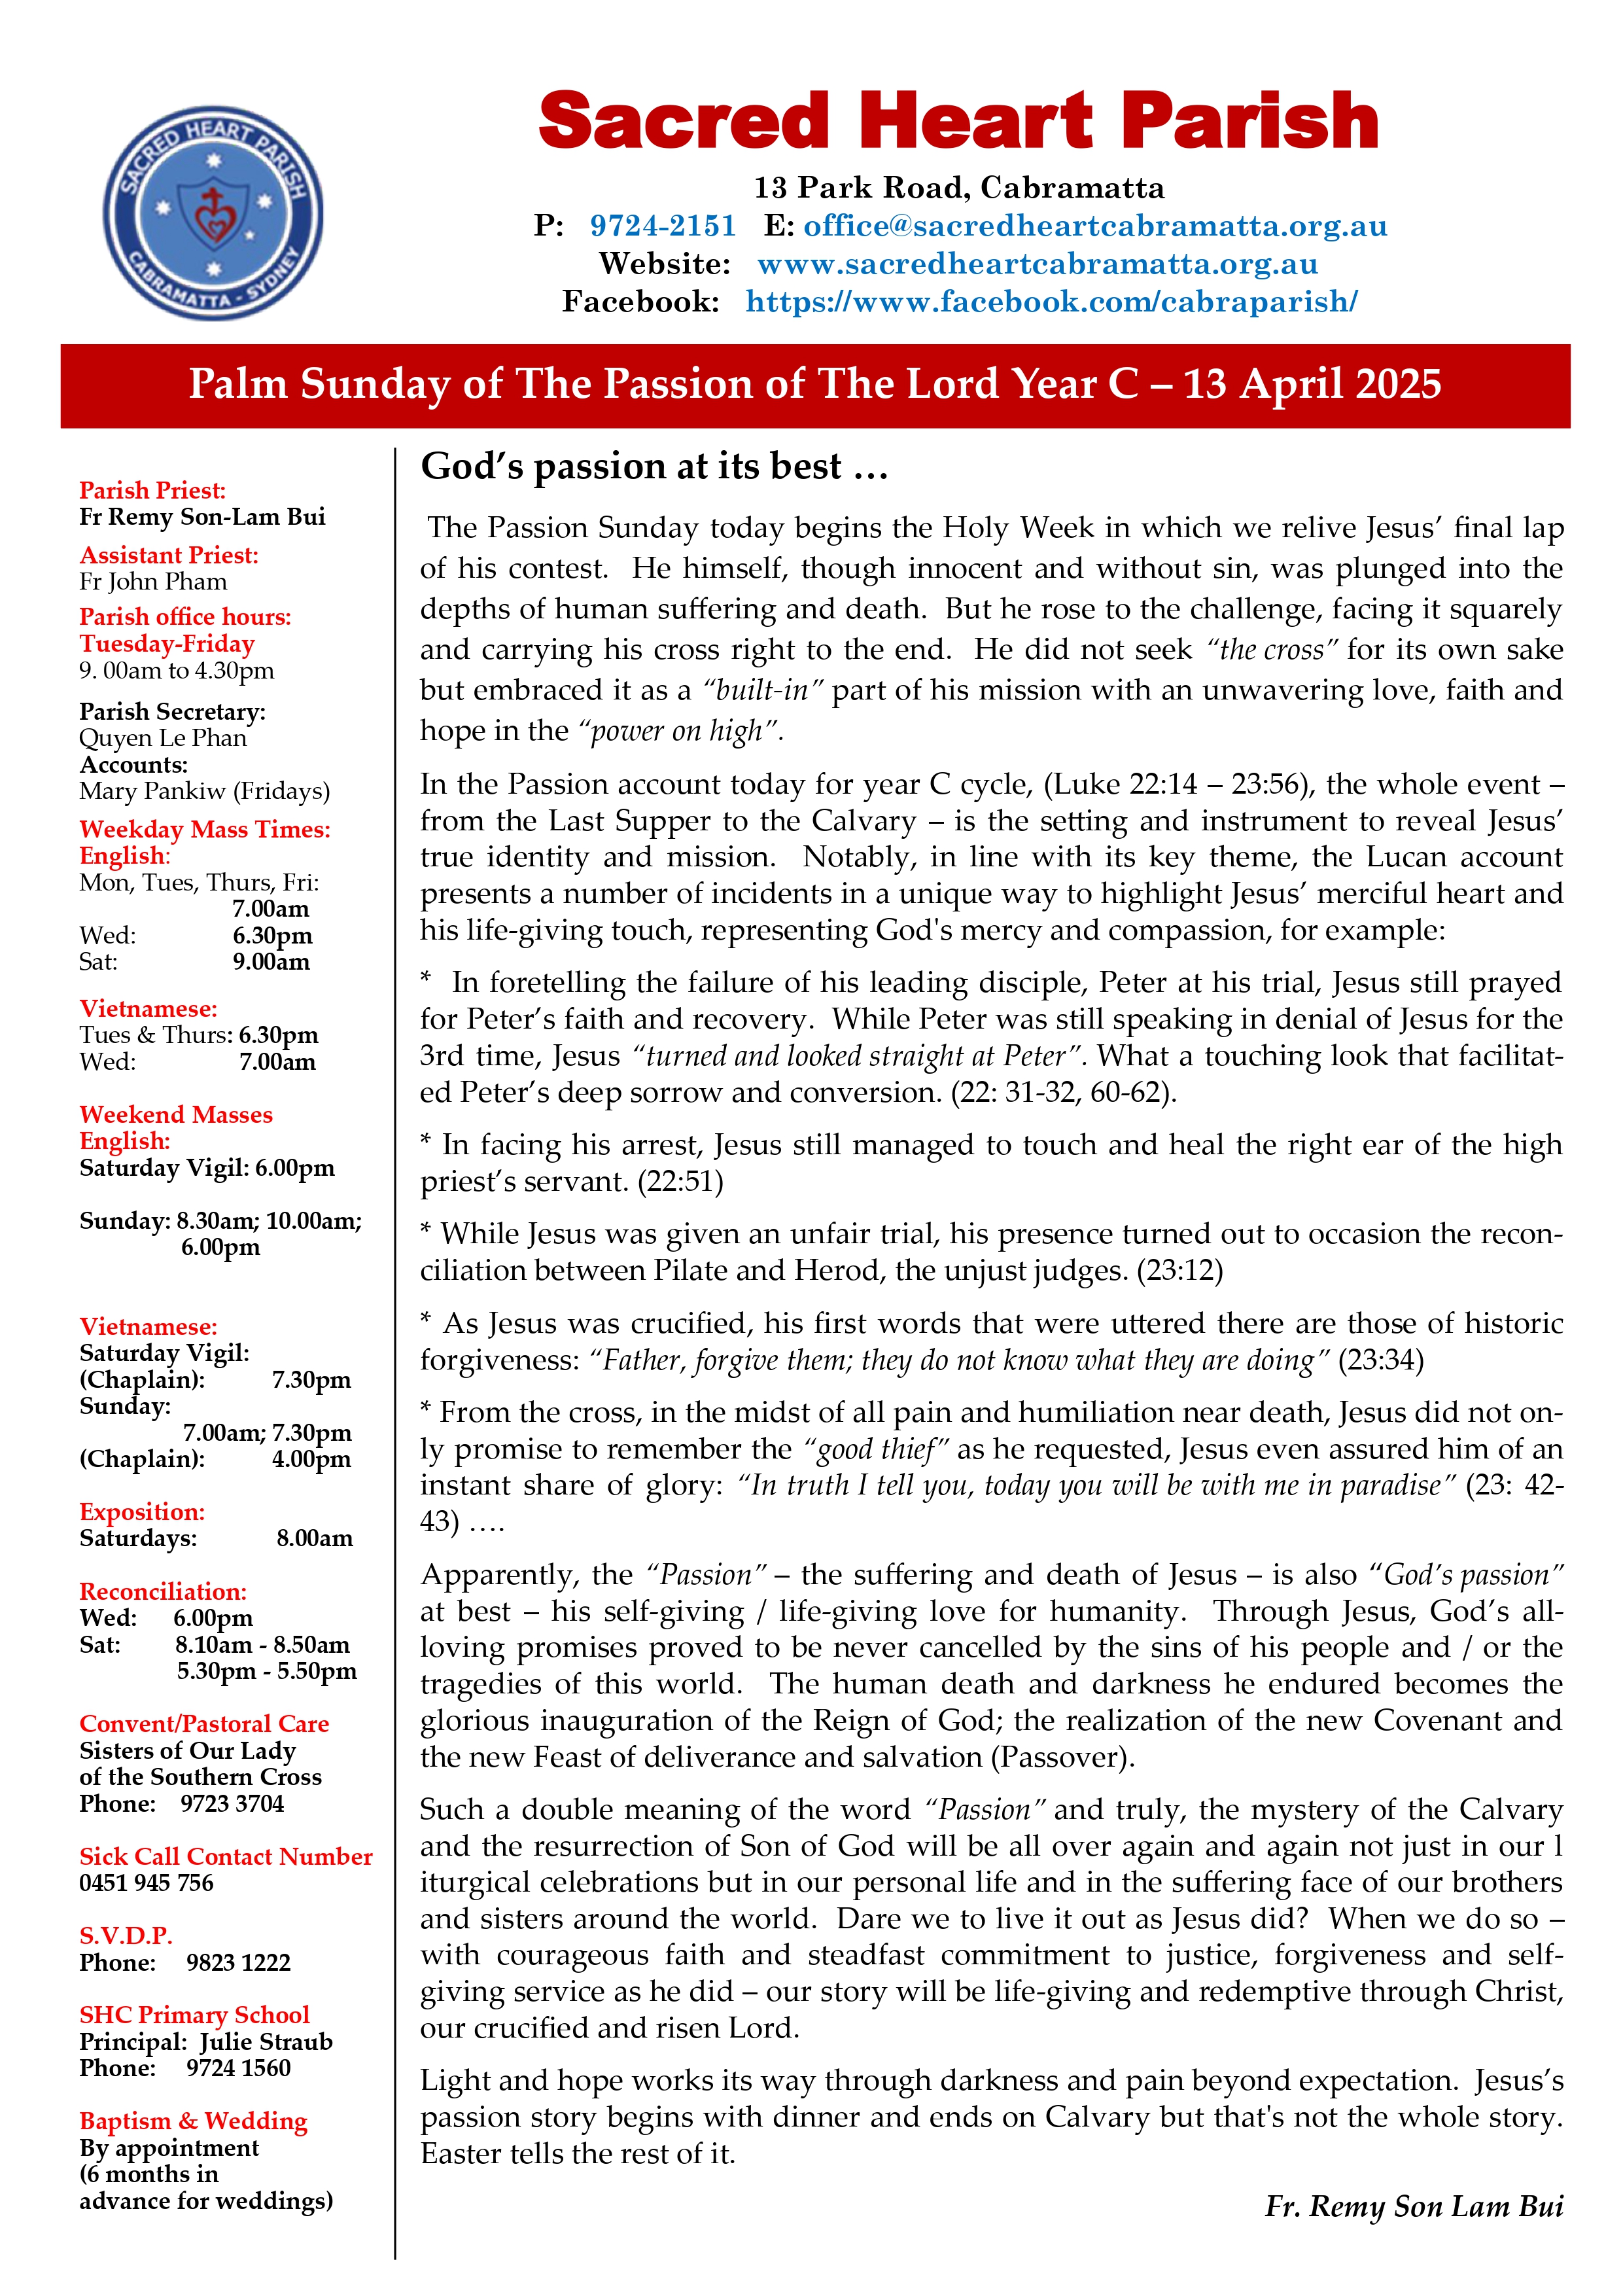 SACRED HEART PARISH
CABRAMATTA - SYDNEY
Sacred Heart Parish
13 Park Road, Cabramatta
P: 9724-2151 E: office@sacredheartcabramatta.org.au
Website: www.sacredheartcabramatta.org.au
Facebook: https://www.facebook.com/cabraparish/
Palm Sunday of The Passion of The Lord Year C – 13 April 2025
Parish Priest:
Fr Remy Son-Lam Bui
Assistant Priest:
Fr John Pham
Parish office hours:
Tuesday-Friday
9. 00am to 4.30pm
Parish Secretary:
Quyen Le Phan
Accounts:
Mary Pankiw (Fridays)
Weekday Mass Times:
English:
Mon, Tues, Thurs, Fri:
7.00am
Wed: 6.30pm
Sat: 9.00am
Vietnamese:
Tues & Thurs: 6.30pm
Wed: 7.00am
Weekend Masses
English:
Saturday Vigil: 6.00pm
Sunday: 8.30am; 10.00am;
6.00pm
Vietnamese:
Saturday Vigil:
(Chaplain): 7.30pm
Sunday:
7.00am; 7.30pm
(Chaplain): 4.00pm
Exposition:
Saturdays: 8.00am
Reconciliation:
Wed: 6.00pm
Sat: 8.10am - 8.50am
5.30pm - 5.50pm
Convent/Pastoral Care
Sisters of Our Lady
of the Southern Cross
Phone: 9723 3704
Sick Call Contact Number
0451 945 756
S.V.D.P.
Phone: 9823 1222
SHC Primary School
Principal: Julie Straub
Phone: 9724 1560
Baptism & Wedding
By appointment
(6 months in
advance for weddings)
God’s passion at its best …
The Passion Sunday today begins the Holy Week in which we relive Jesus’ final lap
of his contest. He himself, though innocent and without sin, was plunged into the
depths of human suffering and death. But he rose to the challenge, facing it squarely
and carrying his cross right to the end. He did not seek “the cross” for its own sake
but embraced it as a “built-in” part of his mission with an unwavering love, faith and
hope in the “power on high”.
In the Passion account today for year C cycle, (Luke 22:14 – 23:56), the whole event –
from the Last Supper to the Calvary – is the setting and instrument to reveal Jesus’
true identity and mission. Notably, in line with its key theme, the Lucan account
presents a number of incidents in a unique way to highlight Jesus’ merciful heart and
his life-giving touch, representing God's mercy and compassion, for example:
* In foretelling the failure of his leading disciple, Peter at his trial, Jesus still prayed
for Peter’s faith and recovery. While Peter was still speaking in denial of Jesus for the
3rd time, Jesus “turned and looked straight at Peter”. What a touching look that facilitat-
ed Peter’s deep sorrow and conversion. (22: 31-32, 60-62).
* In facing his arrest, Jesus still managed to touch and heal the right ear of the high
priest’s servant. (22:51)
* While Jesus was given an unfair trial, his presence turned out to occasion the recon-
ciliation between Pilate and Herod, the unjust judges. (23:12)
* As Jesus was crucified, his first words that were uttered there are those of historic
forgiveness: “Father, forgive them; they do not know what they are doing” (23:34)
* From the cross, in the midst of all pain and humiliation near death, Jesus did not on-
ly promise to remember the “good thief” as he requested, Jesus even assured him of an
instant share of glory: “In truth I tell you, today you will be with me in paradise” (23: 42-
43) ….
Apparently, the “Passion” – the suffering and death of Jesus – is also “God’s passion”
at best – his self-giving / life-giving love for humanity. Through Jesus, God’s all-
loving promises proved to be never cancelled by the sins of his people and / or the
tragedies of this world. The human death and darkness he endured becomes the
glorious inauguration of the Reign of God; the realization of the new Covenant and
the new Feast of deliverance and salvation (Passover).
Such a double meaning of the word “Passion” and truly, the mystery of the Calvary
and the resurrection of Son of God will be all over again and again not just in our l
iturgical celebrations but in our personal life and in the suffering face of our brothers
and sisters around the world. Dare we to live it out as Jesus did? When we do so –
with courageous faith and steadfast commitment to justice, forgiveness and self-
giving service as he did – our story will be life-giving and redemptive through Christ,
our crucified and risen Lord.
Light and hope works its way through darkness and pain beyond expectation. Jesus’s
passion story begins with dinner and ends on Calvary but that's not the whole story.
Easter tells the rest of it.
Fr. Remy Son Lam Bui